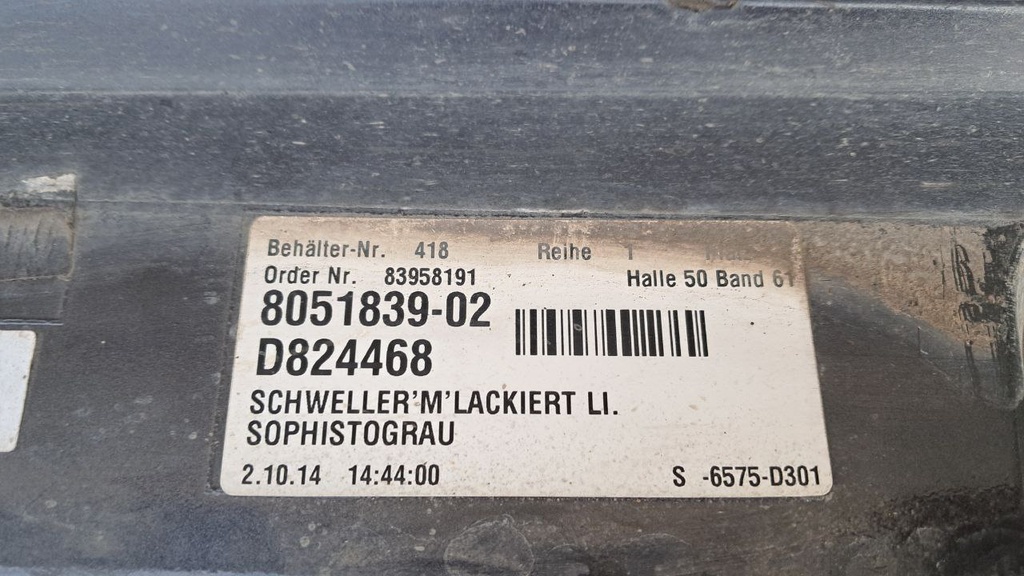 Behälter-Nr. 418 Reihe 1
Order Nr. 83958191 Halle 50 Band 61
8051839-02
D824468
SCHWELLER'M'LACKIERT LI.
SOPHISTOGRAU
2.10.14 14:44:00 S -6575-D301